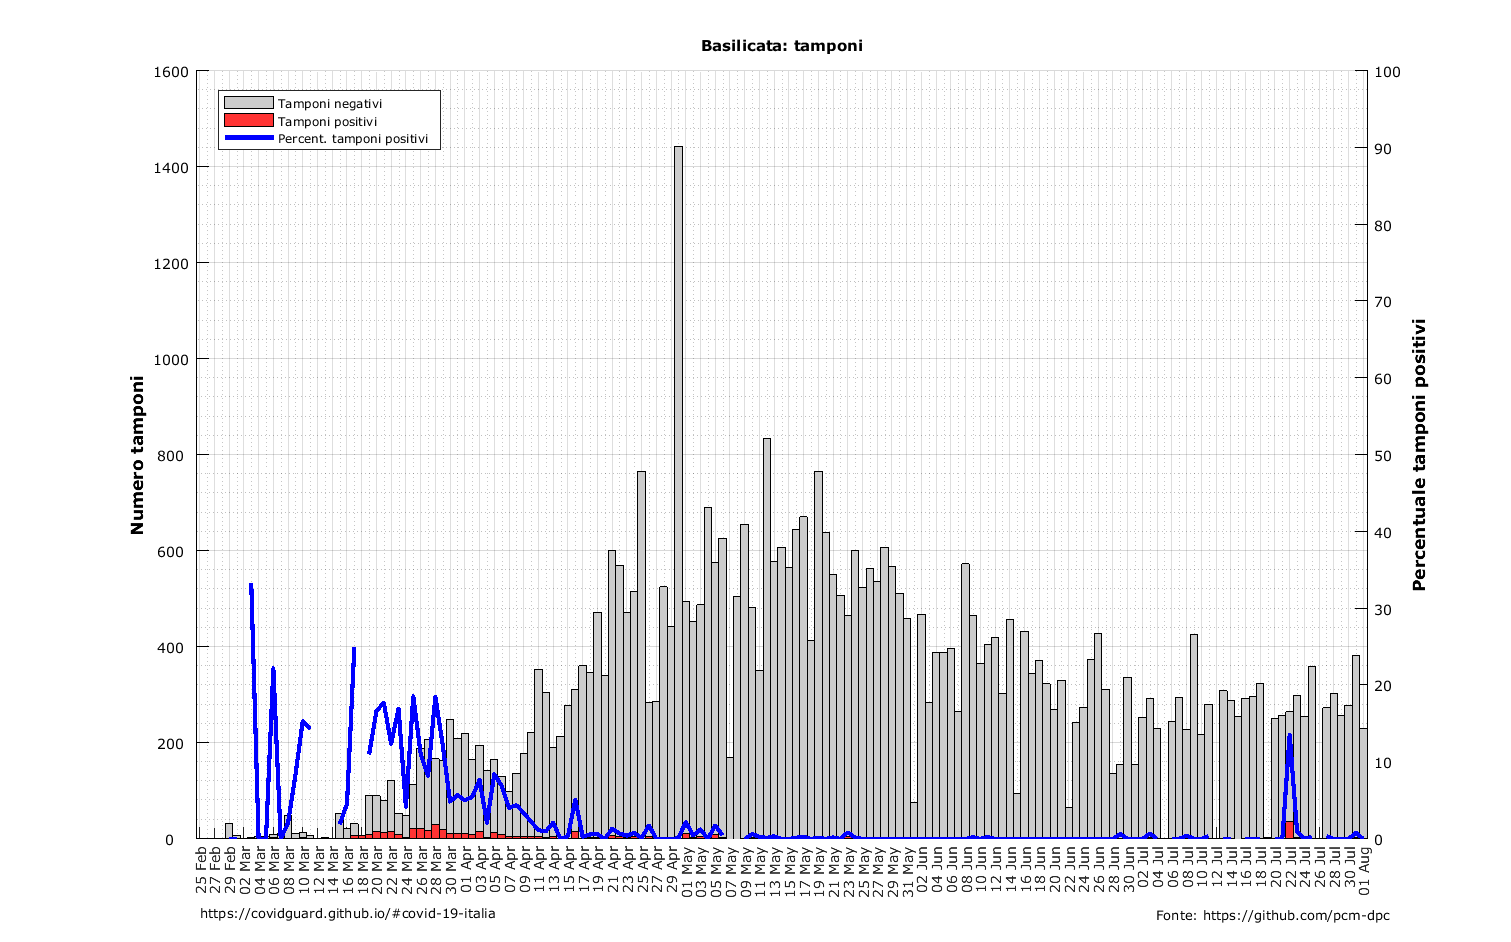 Basilicata: tamponi
1600
1400
1200
1000
800
600
400
200
0
Numero tamponi
Tamponi negativi
Tamponi positivi
Percent. tamponi positivi
100
90
80
70
60
50
40
30
20
10
0
Percentuale tamponi positivi
25 Feb
27 Feb
29 Feb
02 Mar
04 Mar
06 Mar
08 Mar
10 Mar
12 Mar
14 Mar
16 Mar
18 Mar
20 Mar
22 Mar
24 Mar
26 Mar
28 Mar
30 Mar
01 Apr
03 Apr
05 Apr
07 Apr
09 Apr
11 Apr
13 Apr
15 Apr
17 Apr
19 Apr
21 Apr
23 Apr
25 Apr
27 Apr
29 Apr
01 May
03 May
05 May
07 May
09 May
11 May
13 May
15 May
17 May
19 May
21 May
23 May
25 May
27 May
29 May
31 May
02 Jun
04 Jun
06 Jun
08 Jun
10 Jun
12 Jun
14 Jun
16 Jun
18 Jun
20 Jun
22 Jun
24 Jun
26 Jun
28 Jun
30 Jun
02 Jul
04 Jul
06 Jul
08 Jul
10 Jul
12 Jul
14 Jul
16 Jul
18 Jul
20 Jul
22 Jul
24 Jul
26 Jul
28 Jul
30 Jul
01 Aug
https://covidguard.github.io/#covid-19-italia
Fonte: https://github.com/pcm-dpc